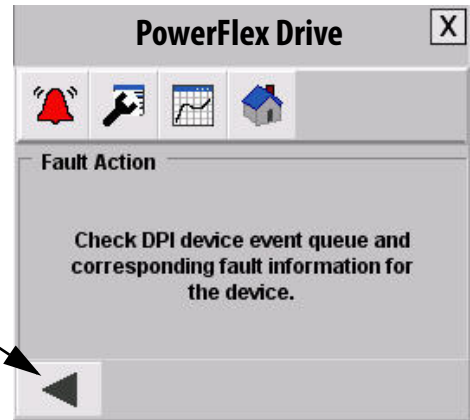 PowerFlex Drive
X
Fault Action
Check DPI device event queue and
corresponding fault information for
the device.